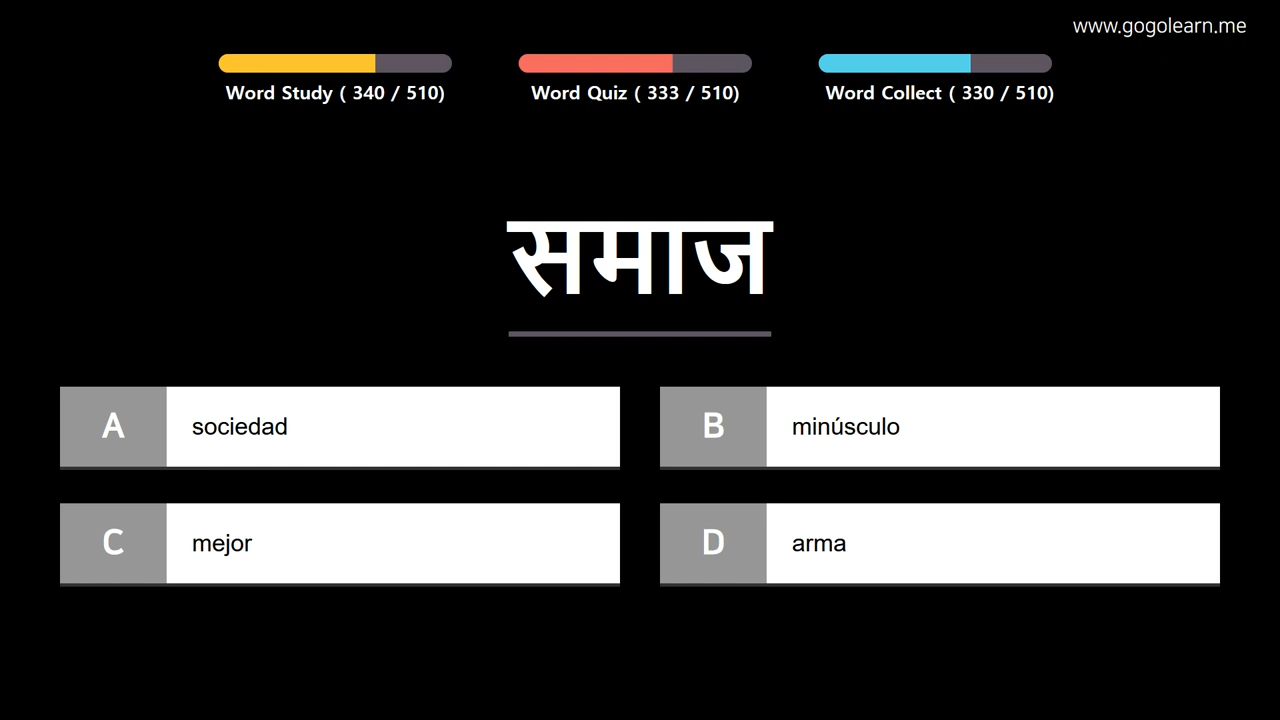 www.gogolearn.me
Word Study ( 340 / 510)
Word Quiz ( 333 / 510)
Word Collect ( 330 / 510)
समाज
A sociedad
B minúsculo
C mejor
D arma